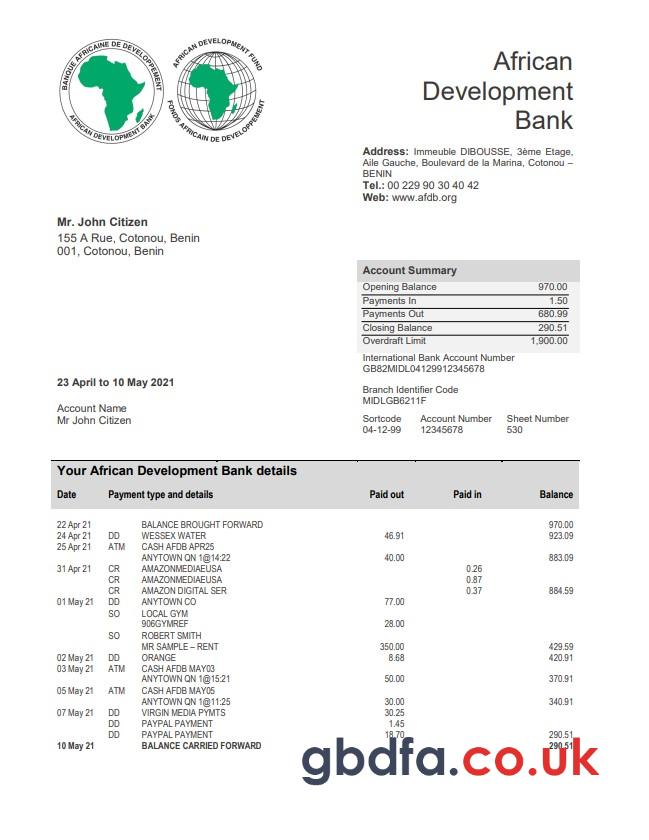 BANQUE AFRICAINE DE DEVELOPPEMENT
AFRICAN DEVELOPMENT BANK
AFRICAN DEVELOPMENT FUND
FONDS AFRICAIN DE DEVELOPPEMENT
African
Development
Bank
Address: Immeuble DIBOUSSE, 3ème Etage,
Aile Gauche, Boulevard de la Marina, Cotonou –
BENIN
Tel.: 00 229 90 30 40 42
Web: www.afdb.org
Mr. John Citizen
155 A Rue, Cotonou, Benin
001, Cotonou, Benin
Account Summary
Opening Balance 970.00
Payments In 1.50
Payments Out 680.99
Closing Balance 290.51
Overdraft Limit 1,900.00
International Bank Account Number
GB82MIDL04129912345678
23 April to 10 May 2021
Branch Identifier Code
MIDLGB6211F
Account Name
Mr John Citizen
Sortcode Account Number Sheet Number
04-12-99 12345678 530
Your African Development Bank details
Date Payment type and details Paid out Paid in Balance
22 Apr 21 BALANCE BROUGHT FORWARD 970.00
24 Apr 21 DD WESSEX WATER 46.91 923.09
25 Apr 21 ATM CASH AFDB APR25
ANYTOWN QN 1@14:22 40.00 883.09
31 Apr 21 CR AMAZONMEDIAEUSA 0.26
CR AMAZONMEDIAEUSA 0.87
CR AMAZON DIGITAL SER 0.37 884.59
01 May 21 DD ANYTOWN CO 77.00
SO LOCAL GYM
906GYMREF 28.00
SO ROBERT SMITH
MR SAMPLE – RENT 350.00 429.59
02 May 21 DD ORANGE 8.68 420.91
03 May 21 ATM CASH AFDB MAY03
ANYTOWN QN 1@15:21 50.00 370.91
05 May 21 ATM CASH AFDB MAY05
ANYTOWN QN 1@11:25 30.00 340.91
07 May 21 DD VIRGIN MEDIA PYMTS 30.25
DD PAYPAL PAYMENT 1.45
DD PAYPAL PAYMENT 18.70 290.51
10 May 21 BALANCE CARRIED FORWARD 290.51
gbdfa.co.uk